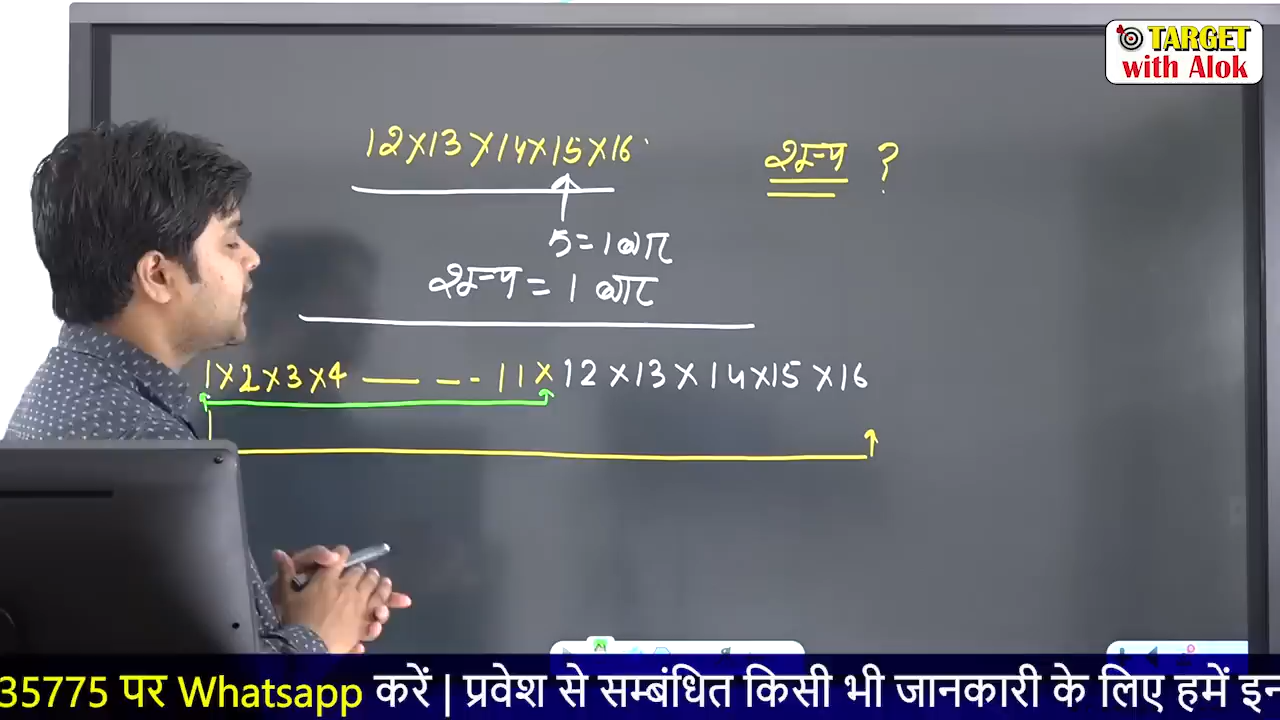 TARGET
with Alok
12×13×14×15×16
शून्य ?
5=1बार
शून्य = 1 बार
1×2×3×4 —— - -- 11×12×13×14×15×16
35775 पर Whatsapp करें | प्रवेश से सम्बंधित किसी भी जानकारी के लिए हमें इन